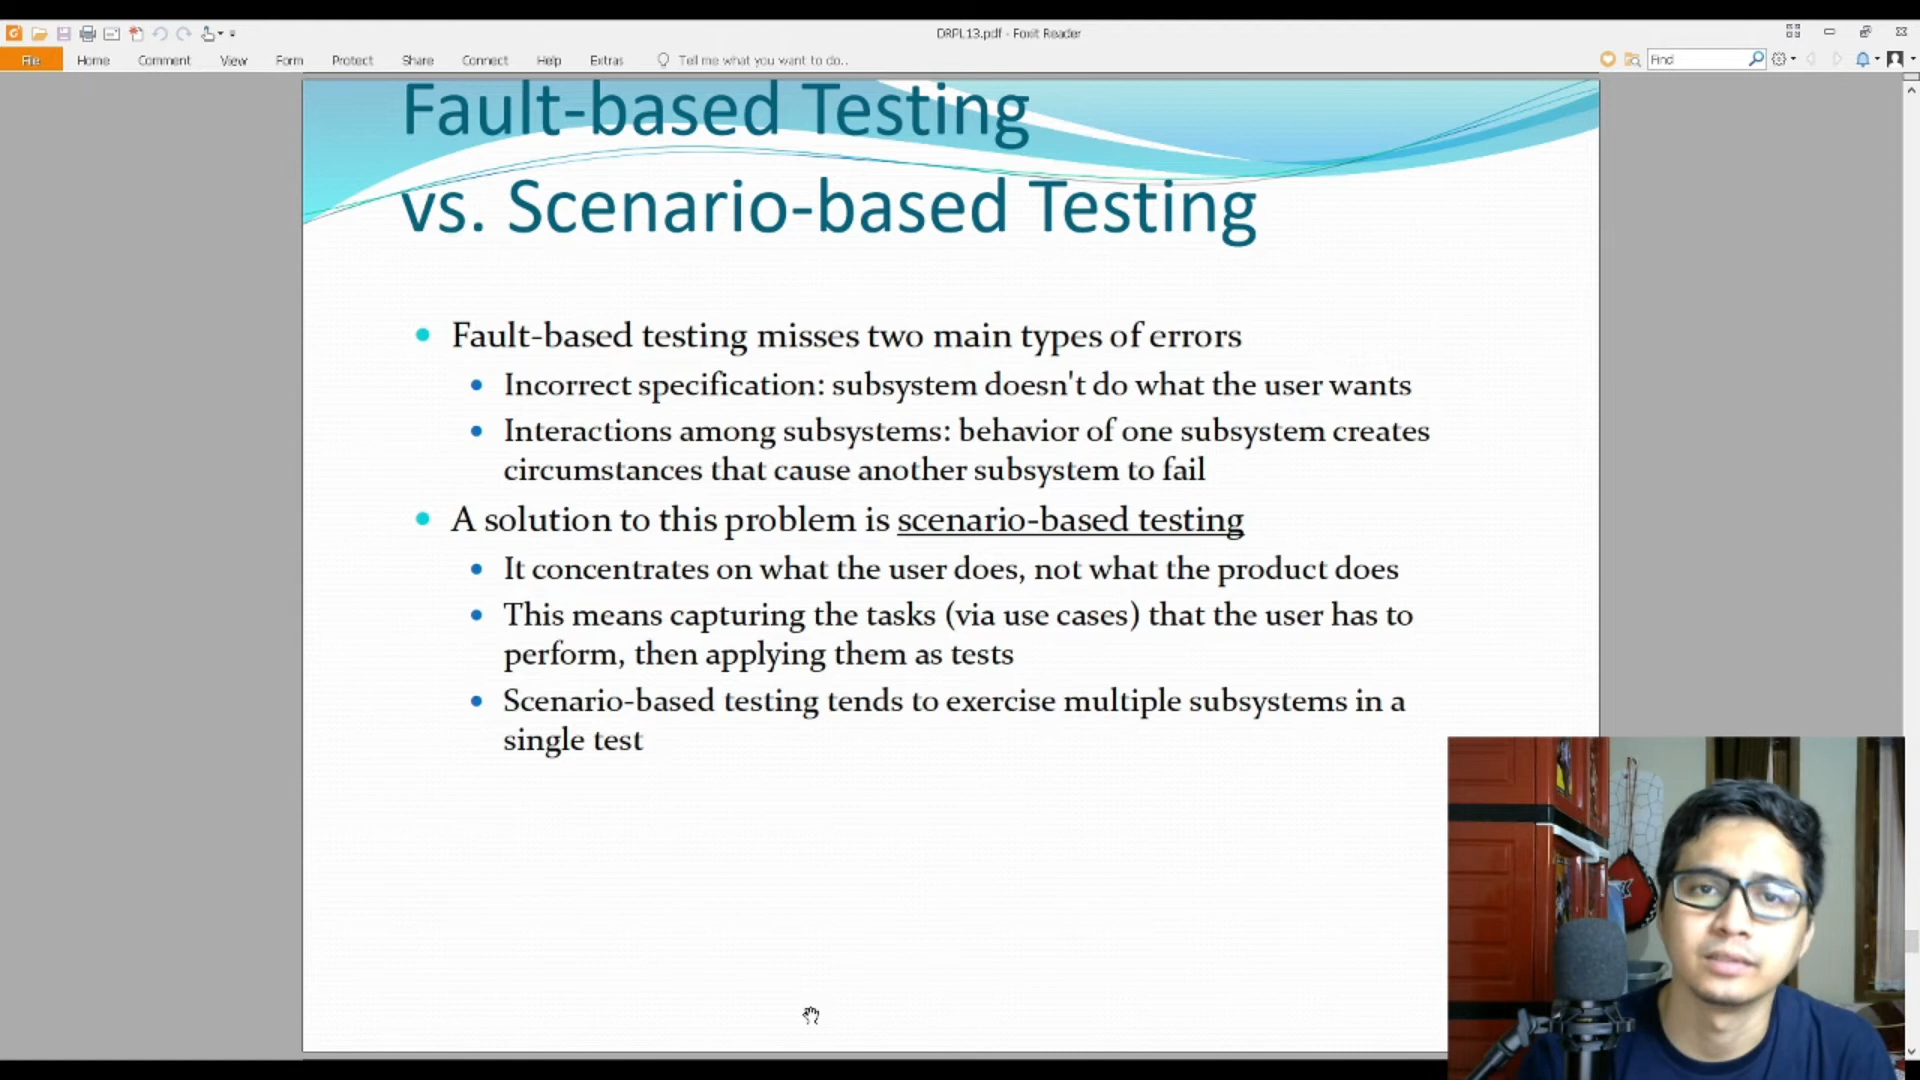 DRPL13.pdf - Foxit Reader
File Home Comment View Form Protect Share Connect Help Extras Tell me what you want to do.. Find
Fault-based Testing
vs. Scenario-based Testing
Fault-based testing misses two main types of errors
Incorrect specification: subsystem doesn't do what the user wants
Interactions among subsystems: behavior of one subsystem creates
circumstances that cause another subsystem to fail
A solution to this problem is scenario-based testing
It concentrates on what the user does, not what the product does
This means capturing the tasks (via use cases) that the user has to
perform, then applying them as tests
Scenario-based testing tends to exercise multiple subsystems in a
single test